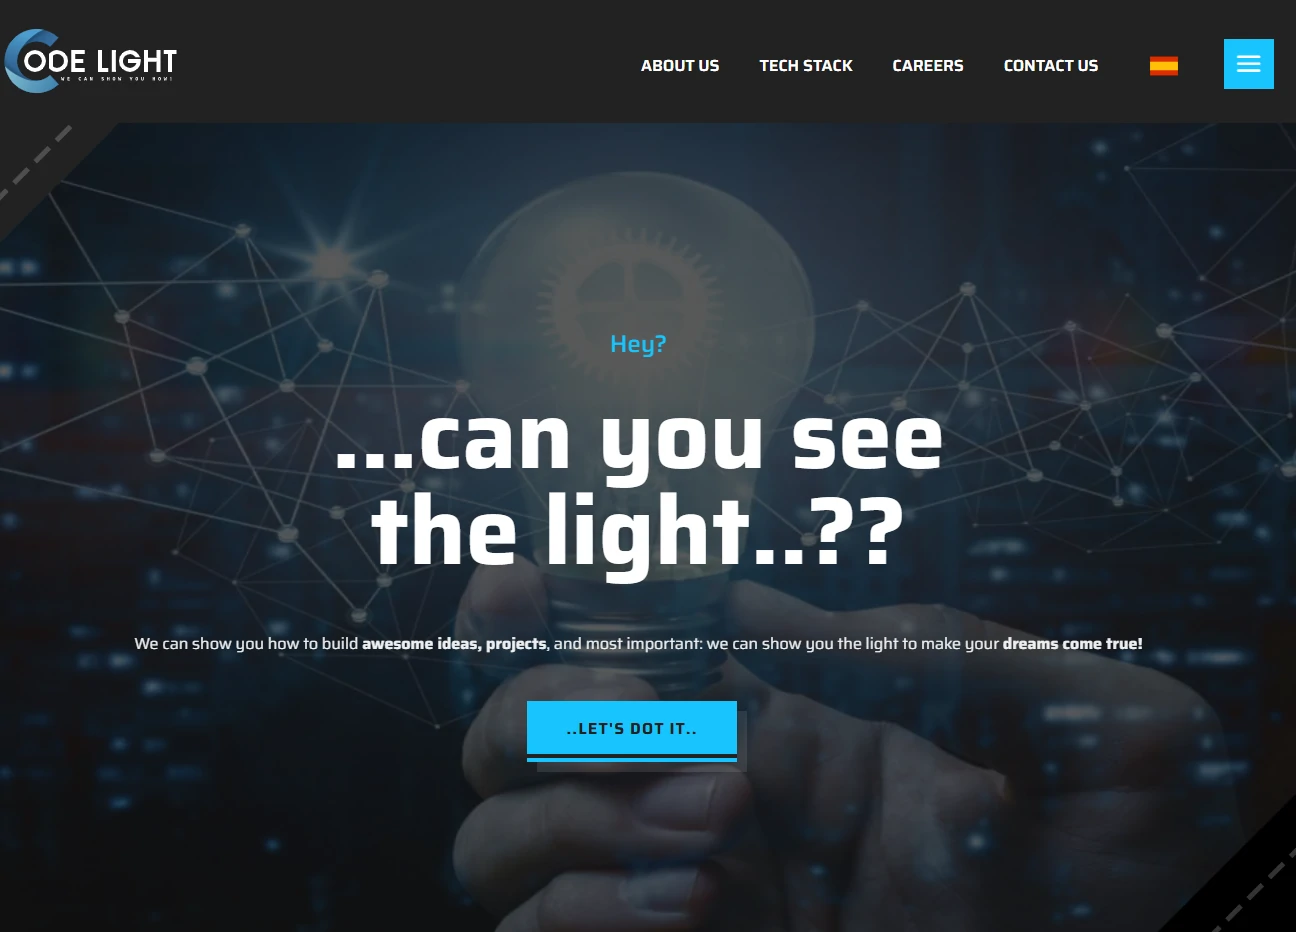 CODE LIGHT
WE CAN SHOW YOU HOW!
ABOUT US
TECH STACK
CAREERS
CONTACT US
Hey?
...can you see
the light..??
We can show you how to build awesome ideas, projects, and most important: we can show you the light to make your dreams come true!
..LET'S DOT IT..